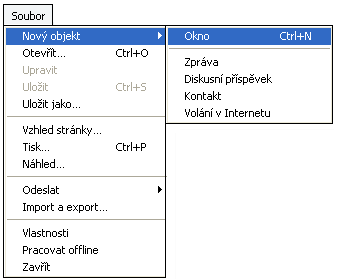 Soubor
Nový objekt
Otevřít... Ctrl+O
Upravit
Uložit Ctrl+S
Uložit jako...
Vzhled stránky...
Tisk... Ctrl+P
Náhled...
Odeslat
Import a export...
Vlastnosti
Pracovat offline
Zavřít
Okno Ctrl+N
Zpráva
Diskusní příspěvek
Kontakt
Volání v Internetu